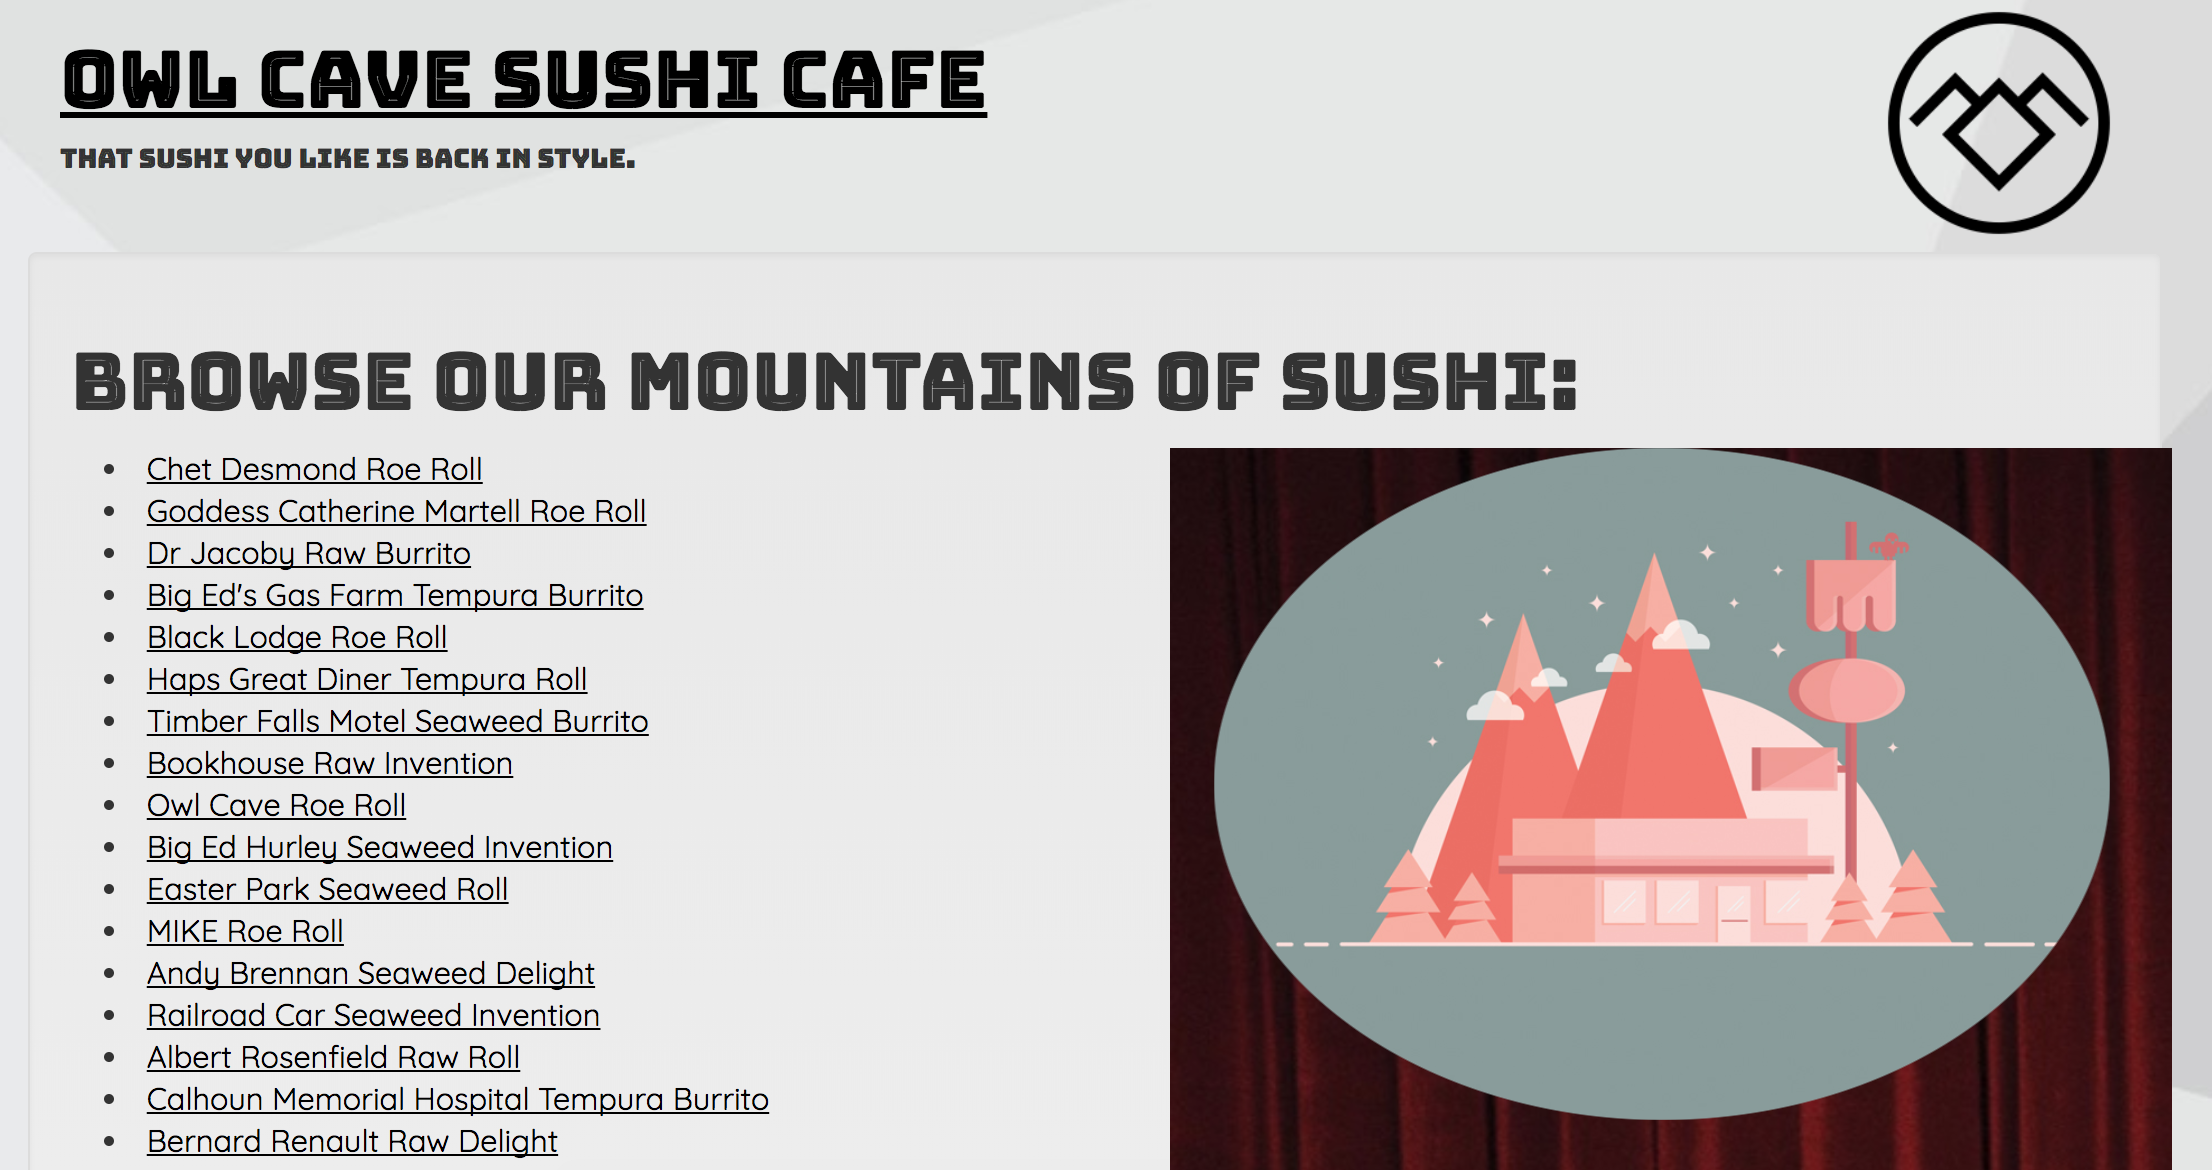 OWL CAVE SUSHI CAFE
THAT SUSHI YOU LIKE IS BACK IN STYLE.
BROWSE OUR MOUNTAINS OF SUSHI:
Chet Desmond Roe Roll
Goddess Catherine Martell Roe Roll
Dr Jacoby Raw Burrito
Big Ed's Gas Farm Tempura Burrito
Black Lodge Roe Roll
Haps Great Diner Tempura Roll
Timber Falls Motel Seaweed Burrito
Bookhouse Raw Invention
Owl Cave Roe Roll
Big Ed Hurley Seaweed Invention
Easter Park Seaweed Roll
MIKE Roe Roll
Andy Brennan Seaweed Delight
Railroad Car Seaweed Invention
Albert Rosenfield Raw Roll
Calhoun Memorial Hospital Tempura Burrito
Bernard Renault Raw Delight